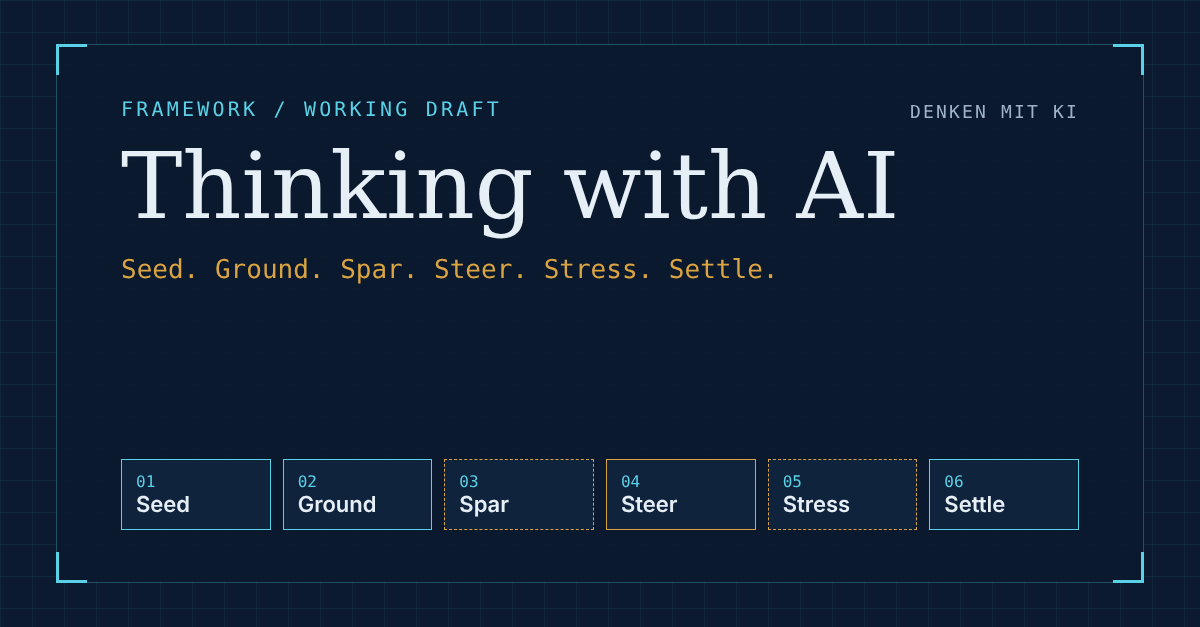 FRAMEWORK / WORKING DRAFT
DENKEN MIT KI
Thinking with AI
Seed. Ground. Spar. Steer. Stress. Settle.
01
Seed
02
Ground
03
Spar
04
Steer
05
Stress
06
Settle